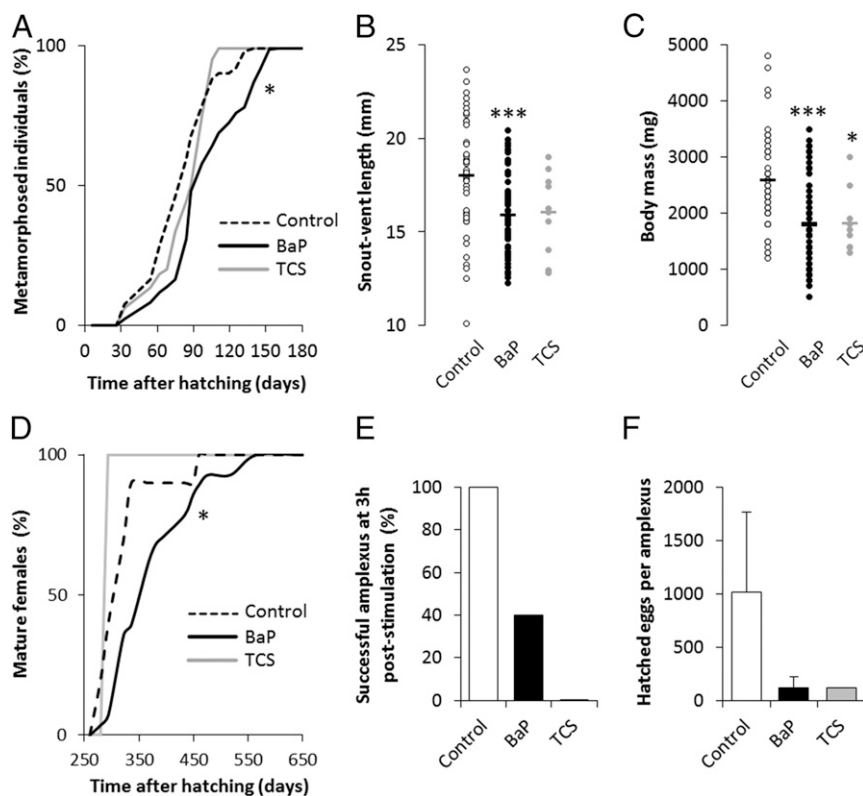 A
B
C
Metamorphosed individuals (%)
100
50
0
0 30 60 90 120 150 180
Time after hatching (days)
*
Control
BaP
TCS
Snout-vent length (mm)
25
20
15
10
***
Control BaP TCS
Body mass (mg)
5000
4000
3000
2000
1000
0
***
*
Control BaP TCS
D
E
F
Mature females (%)
100
50
0
250 350 450 550 650
Time after hatching (days)
*
Control
BaP
TCS
Successful amplexus at 3h
post-stimulation (%)
100
80
60
40
20
0
Control BaP TCS
Hatched eggs per amplexus
2000
1500
1000
500
0
Control BaP TCS